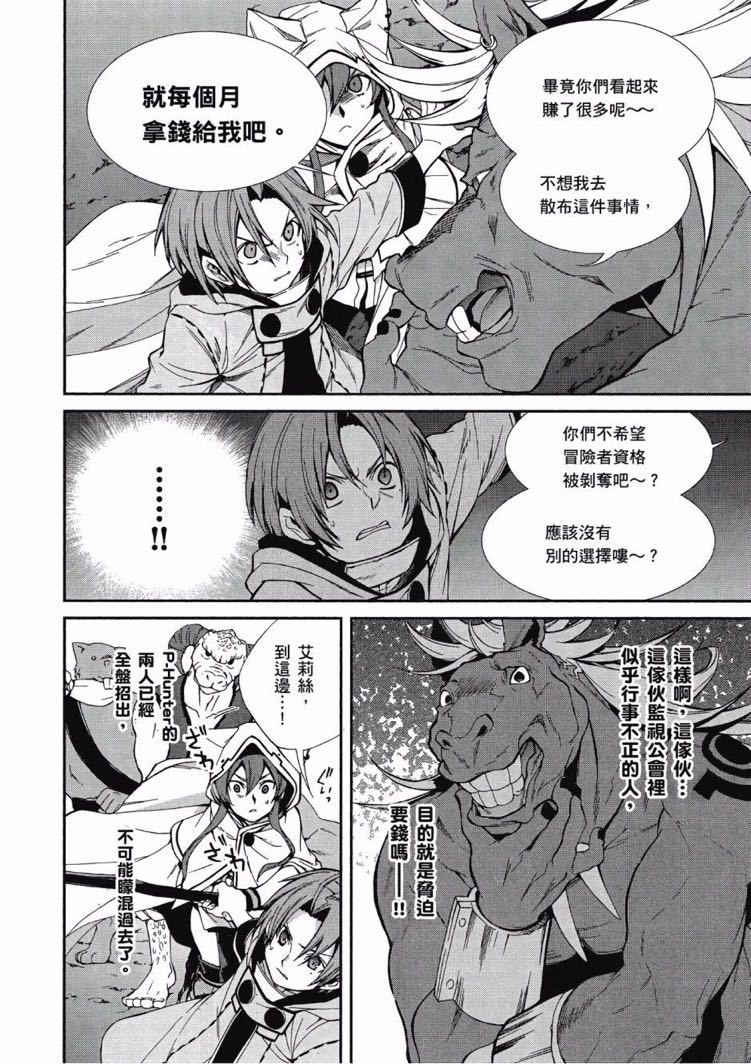 畢竟你們看起來
賺了很多呢～～
不想我去
散布這件事情，
就每個月
拿錢給我吧。
你們不希望
冒險者資格
被剝奪吧～？
應該沒有
別的選擇嘍～？
……!!
這樣啊，這傢伙…
這傢伙監視公會裡
似乎行事不正的人，
目的就是脅迫
要錢嗎——!!
艾莉絲，
到這邊…！
P-Hunter的
兩人已經
全盤招出，
不可能矇混過去了。
ざわ
ざわ
ぐい